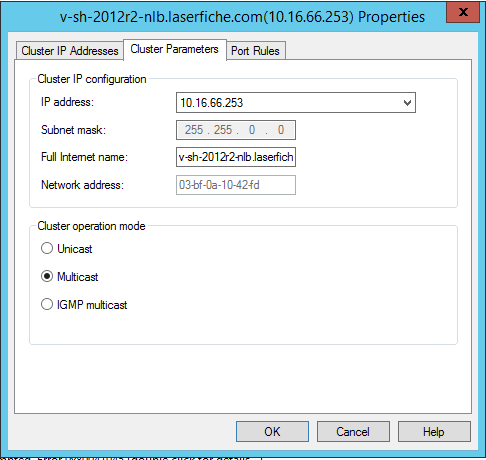 v-sh-2012r2-nlb.laserfiche.com(10.16.66.253) Properties
x
Cluster IP Addresses Cluster Parameters Port Rules
Cluster IP configuration
IP address: 10.16.66.253
Subnet mask: 255 . 255 . 0 . 0
Full Internet name: v-sh-2012r2-nlb.laserfich
Network address: 03-bf-0a-10-42-fd
Cluster operation mode
Unicast
Multicast
IGMP multicast
OK Cancel Help